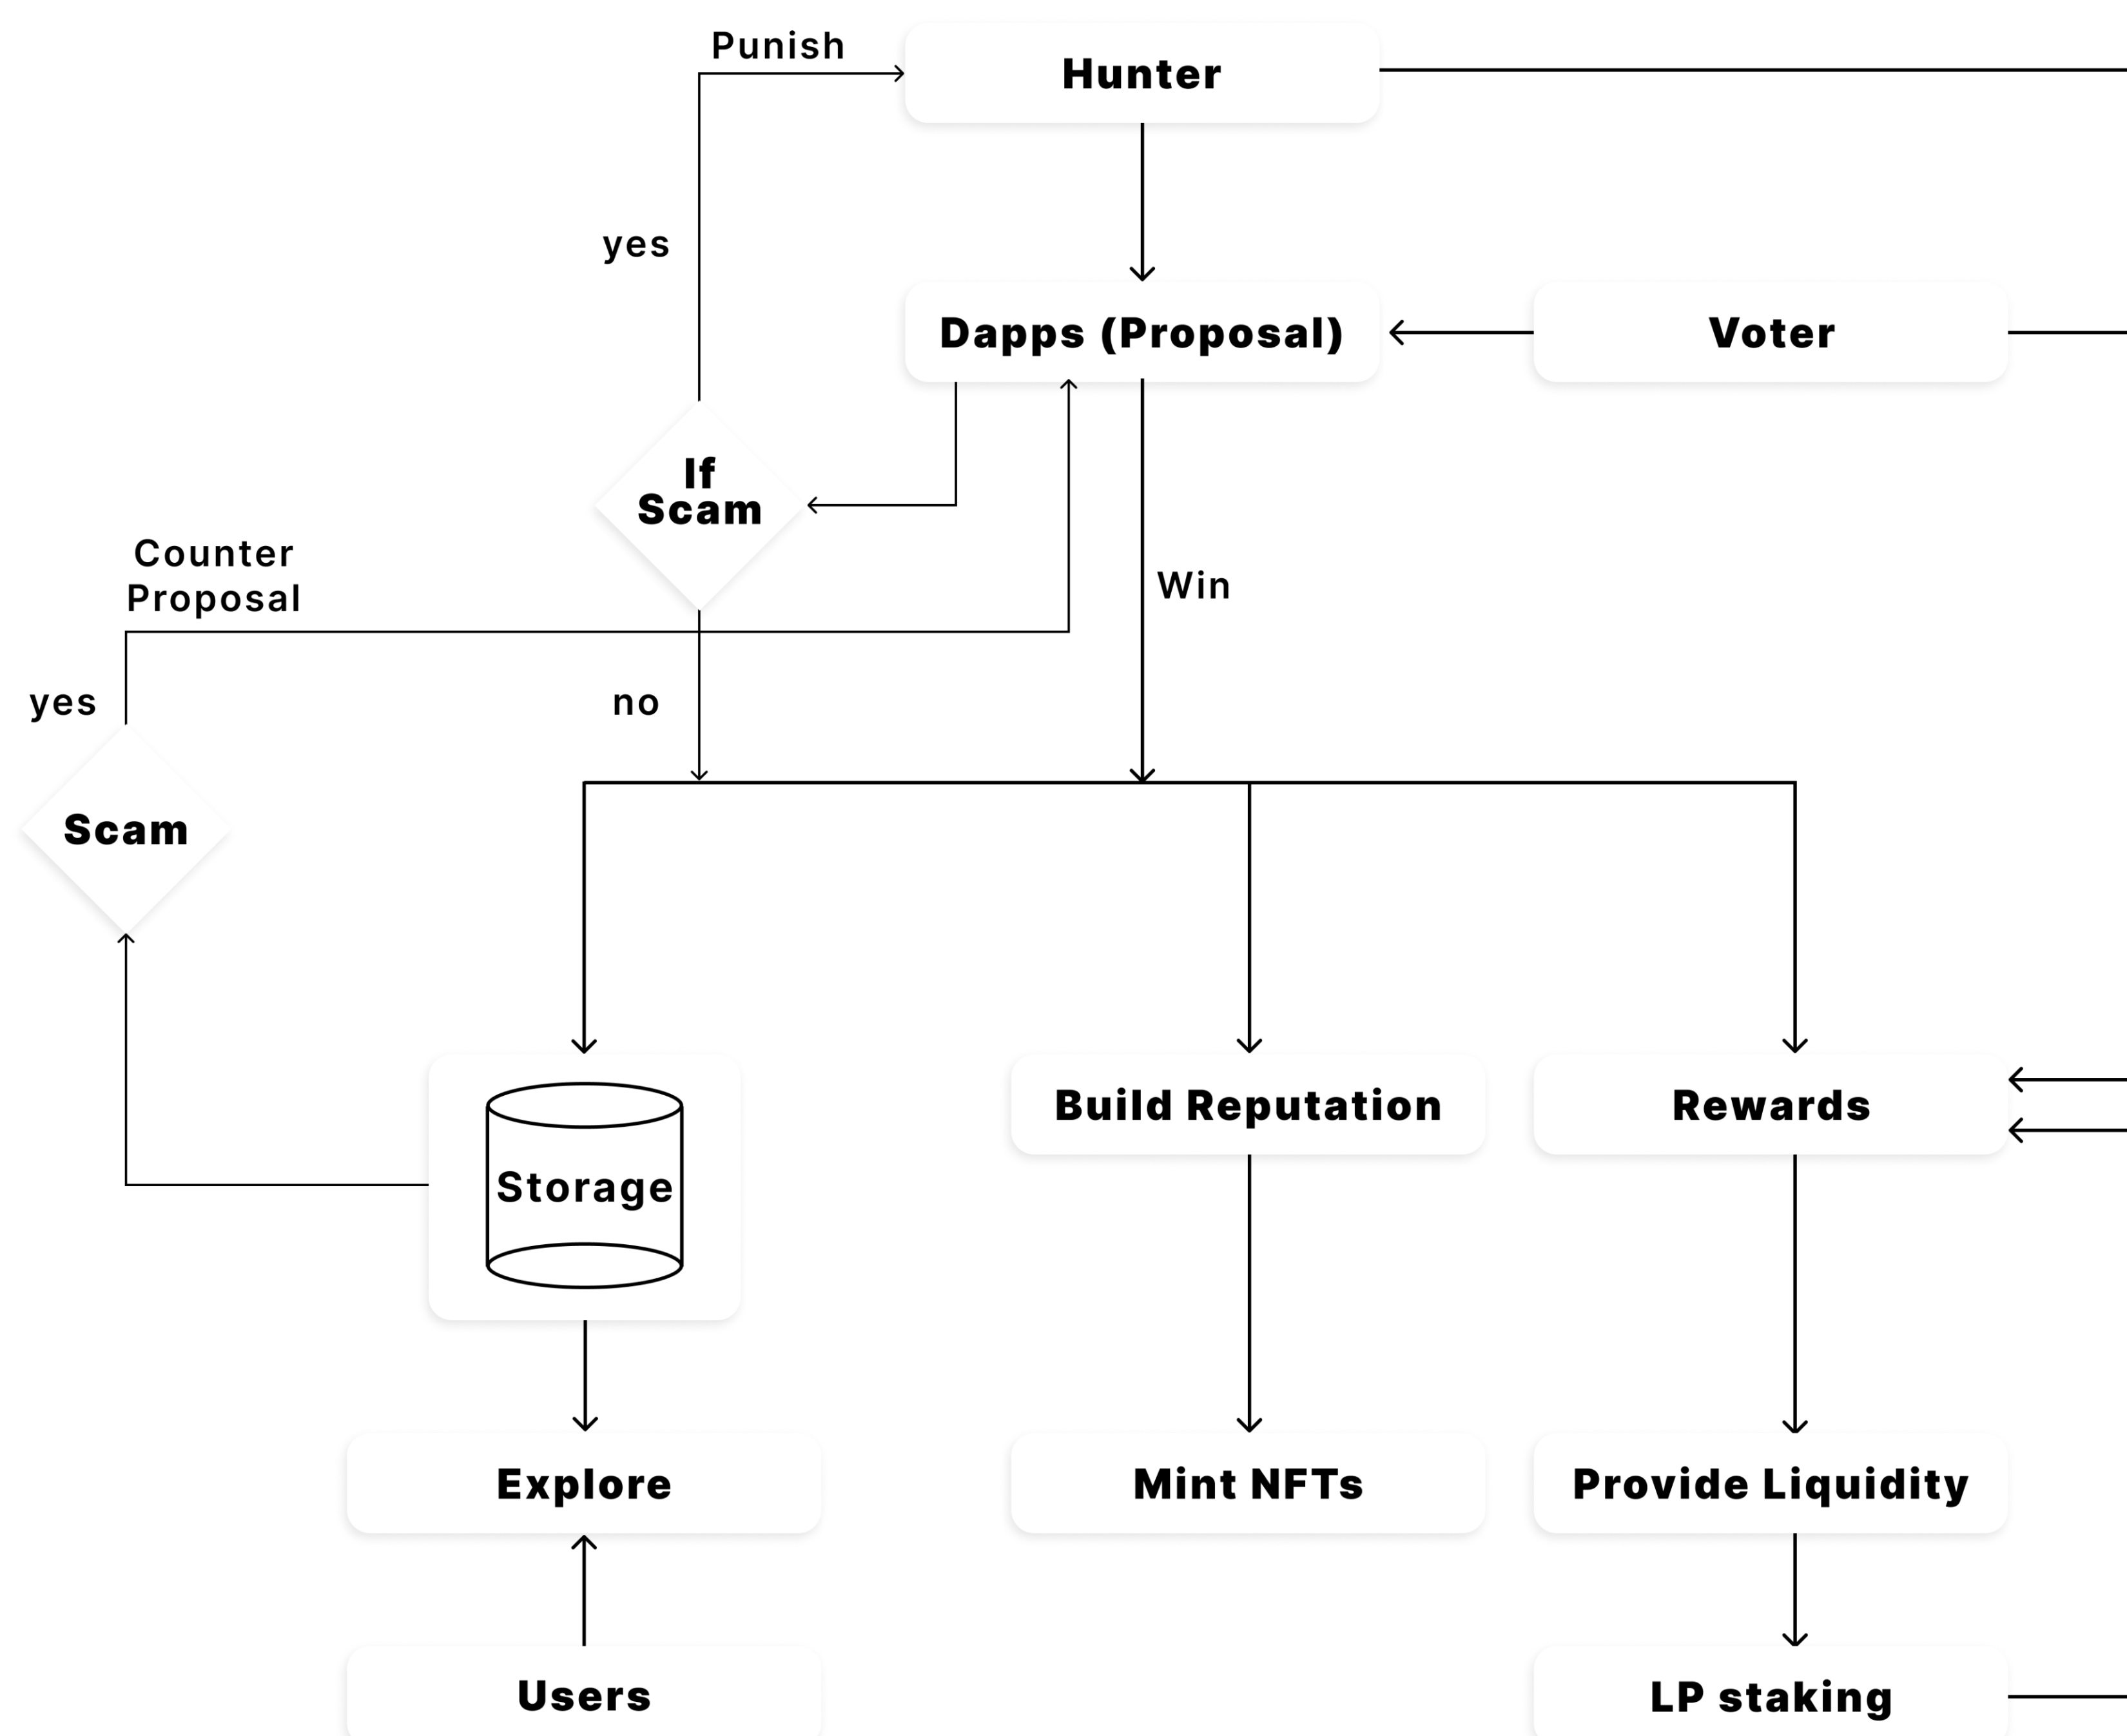 Punish
Hunter
yes
Dapps (Proposal)
Voter
If
Scam
Counter
Proposal
Win
yes
no
Scam
Build Reputation
Rewards
Storage
Explore
Mint NFTs
Provide Liquidity
Users
LP staking